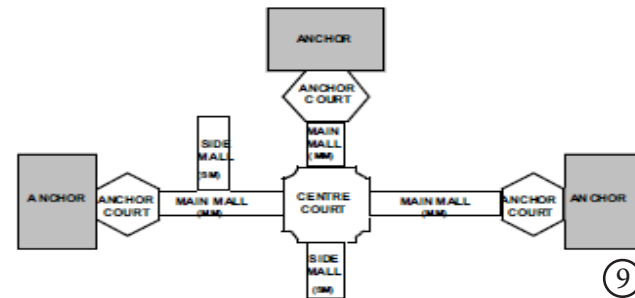 ANCHOR
ANCHOR
COURT
MAIN
MALL
(MM)
SIDE
MALL
(SM)
ANCHOR
ANCHOR
COURT
MAIN MALL
(MM)
CENTRE
COURT
MAIN MALL
(MM)
ANCHOR
COURT
ANCHOR
SIDE
MALL
(SM)
9